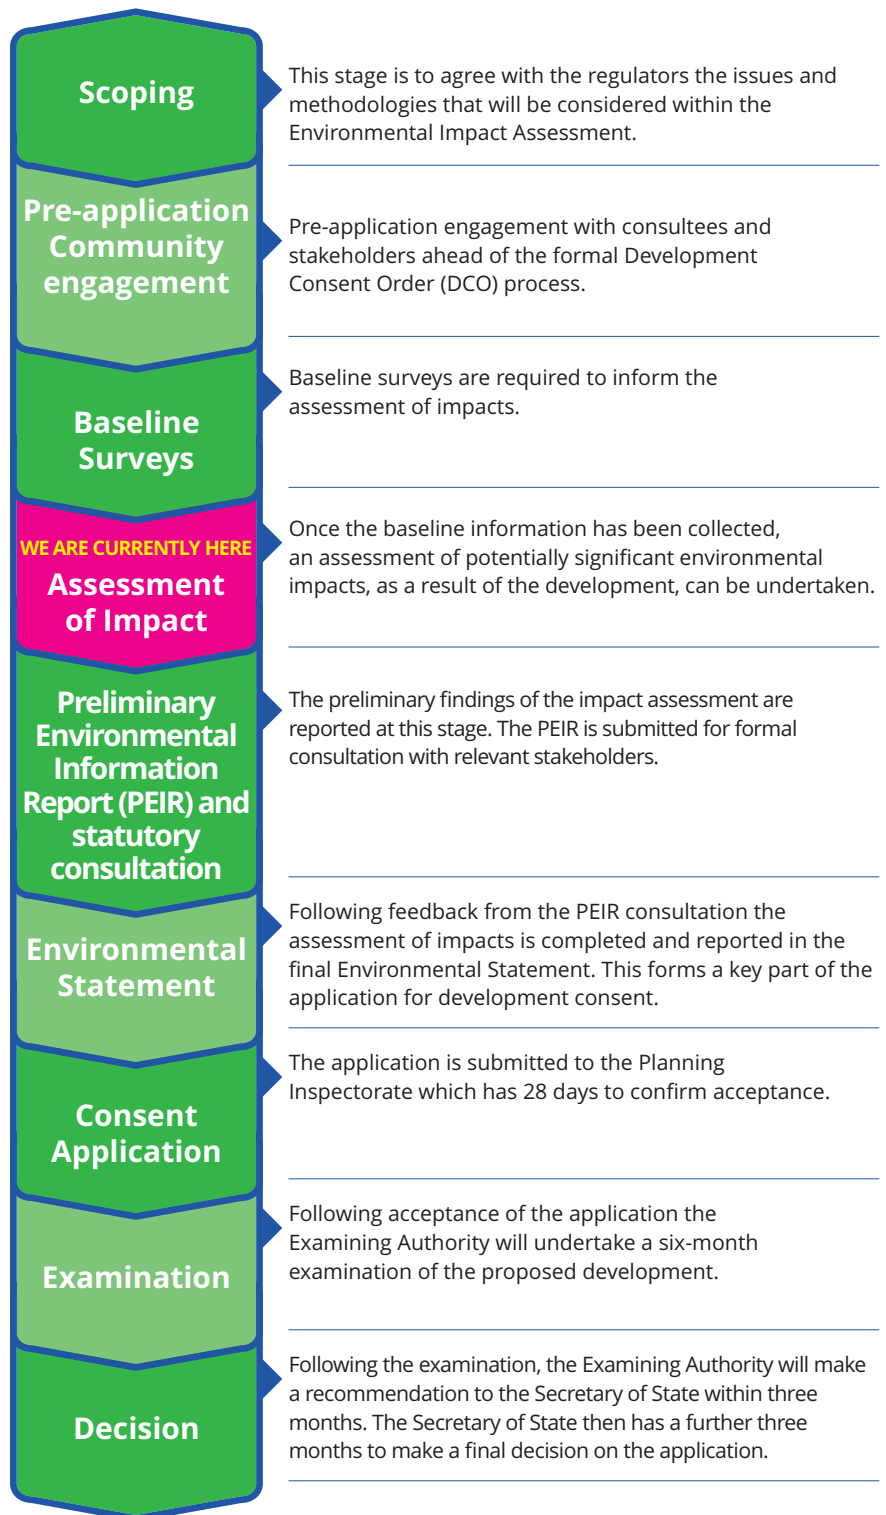 Scoping
This stage is to agree with the regulators the issues and
methodologies that will be considered within the
Environmental Impact Assessment.
Pre-application
Community
engagement
Pre-application engagement with consultees and
stakeholders ahead of the formal Development
Consent Order (DCO) process.
Baseline
Surveys
Baseline surveys are required to inform the
assessment of impacts.
WE ARE CURRENTLY HERE
Assessment
of Impact
Once the baseline information has been collected,
an assessment of potentially significant environmental
impacts, as a result of the development, can be undertaken.
Preliminary
Environmental
Information
Report (PEIR) and
statutory
consultation
The preliminary findings of the impact assessment are
reported at this stage. The PEIR is submitted for formal
consultation with relevant stakeholders.
Environmental
Statement
Following feedback from the PEIR consultation the
assessment of impacts is completed and reported in the
final Environmental Statement. This forms a key part of the
application for development consent.
Consent
Application
The application is submitted to the Planning
Inspectorate which has 28 days to confirm acceptance.
Examination
Following acceptance of the application the
Examining Authority will undertake a six-month
examination of the proposed development.
Decision
Following the examination, the Examining Authority will make
a recommendation to the Secretary of State within three
months. The Secretary of State then has a further three
months to make a final decision on the application.